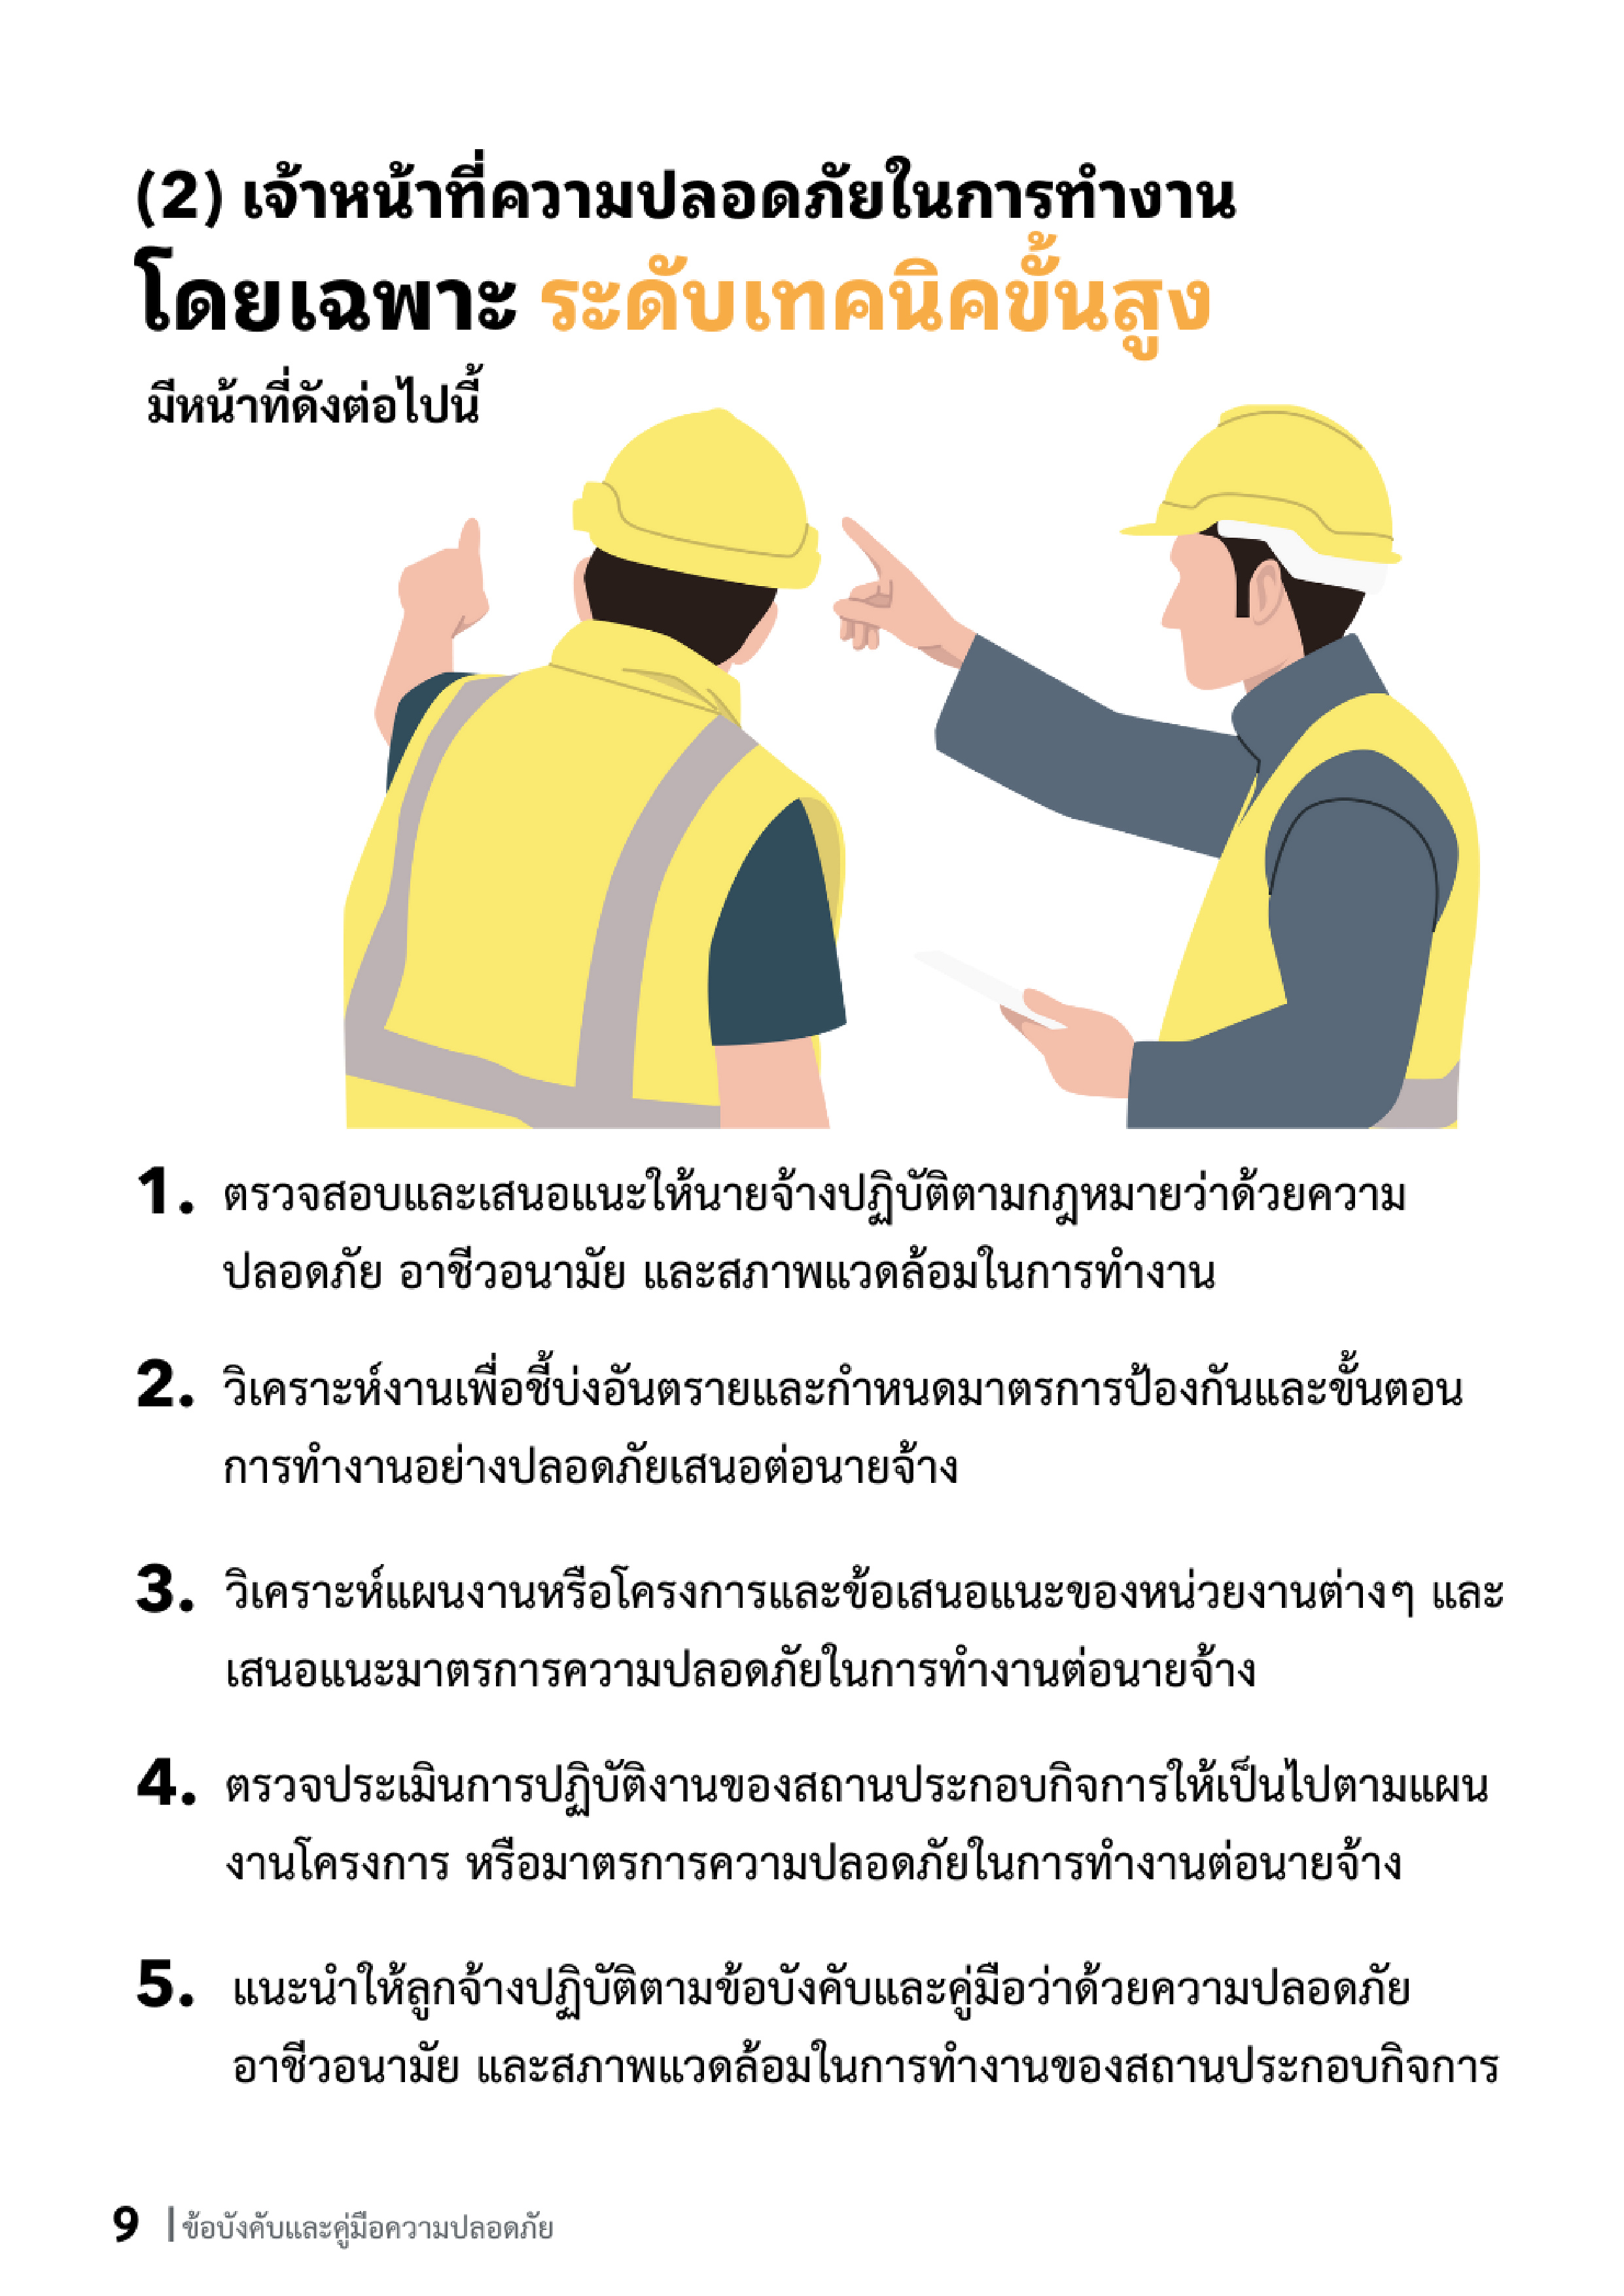 (2) เจ้าหน้าที่ความปลอดภัยในการทำงาน
โดยเฉพาะ ระดับเทคนิคขั้นสูง
มีหน้าที่ดังต่อไปนี้
1. ตรวจสอบและเสนอแนะให้นายจ้างปฏิบัติตามกฎหมายว่าด้วยความ
ปลอดภัย อาชีวอนามัย และสภาพแวดล้อมในการทำงาน
2. วิเคราะห์งานเพื่อชี้บ่งอันตรายและกำหนดมาตรการป้องกันและขั้นตอน
การทำงานอย่างปลอดภัยเสนอต่อนายจ้าง
3. วิเคราะห์แผนงานหรือโครงการและข้อเสนอแนะของหน่วยงานต่างๆ และ
เสนอแนะมาตรการความปลอดภัยในการทำงานต่อนายจ้าง
4. ตรวจประเมินการปฏิบัติงานของสถานประกอบกิจการให้เป็นไปตามแผน
งานโครงการ หรือมาตรการความปลอดภัยในการทำงานต่อนายจ้าง
5. แนะนำให้ลูกจ้างปฏิบัติตามข้อบังคับและคู่มือว่าด้วยความปลอดภัย
อาชีวอนามัย และสภาพแวดล้อมในการทำงานของสถานประกอบกิจการ
9 | ข้อบังคับและคู่มือความปลอดภัย